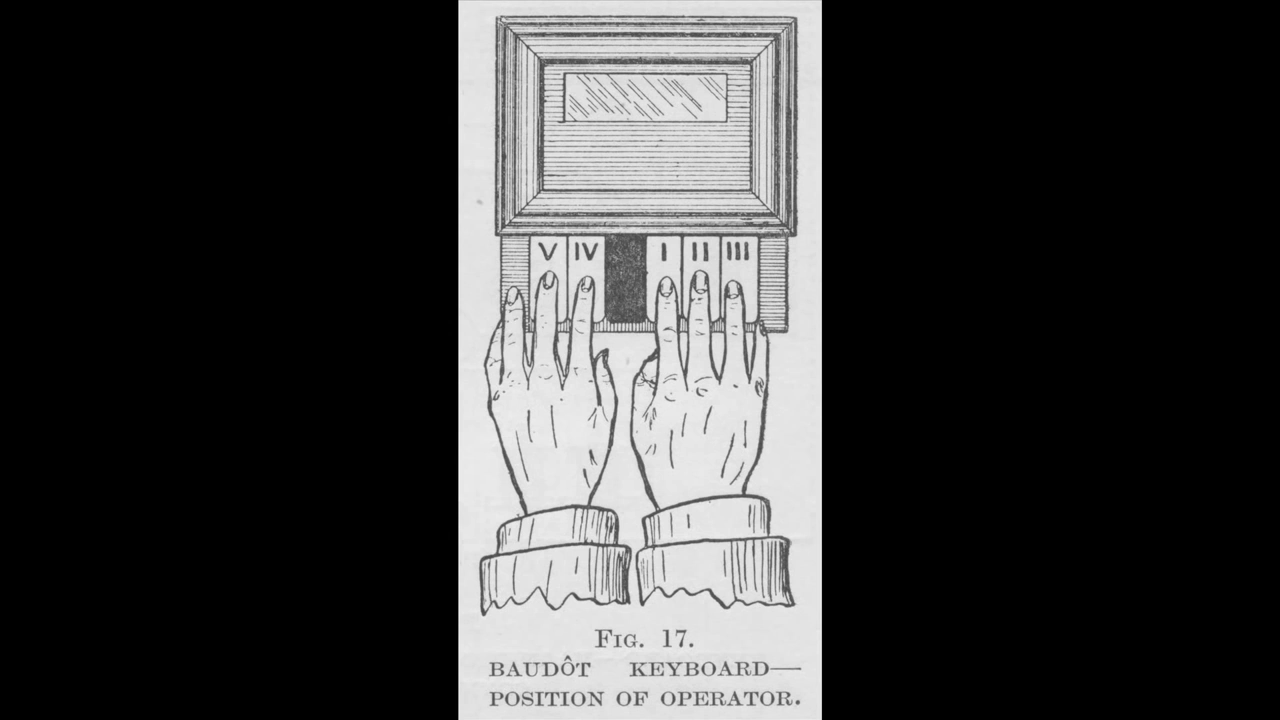 V IV I II III
Fig. 17.
BAUDÔT KEYBOARD—
POSITION OF OPERATOR.